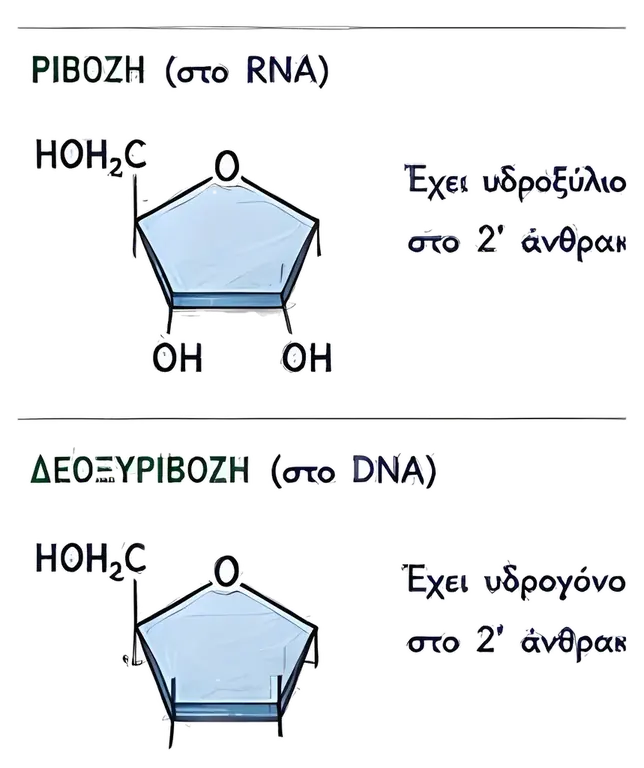 ΡΙΒΟΖΗ (στο RNA)
HOH₂C
O
Έχει υδροξύλιο
στο 2' άνθρακ
OH OH
ΔΕΟΞΥΡΙΒΟΖΗ (στο DNA)
HOH₂C
O
Έχει υδρογόνο
στο 2' άνθρακ